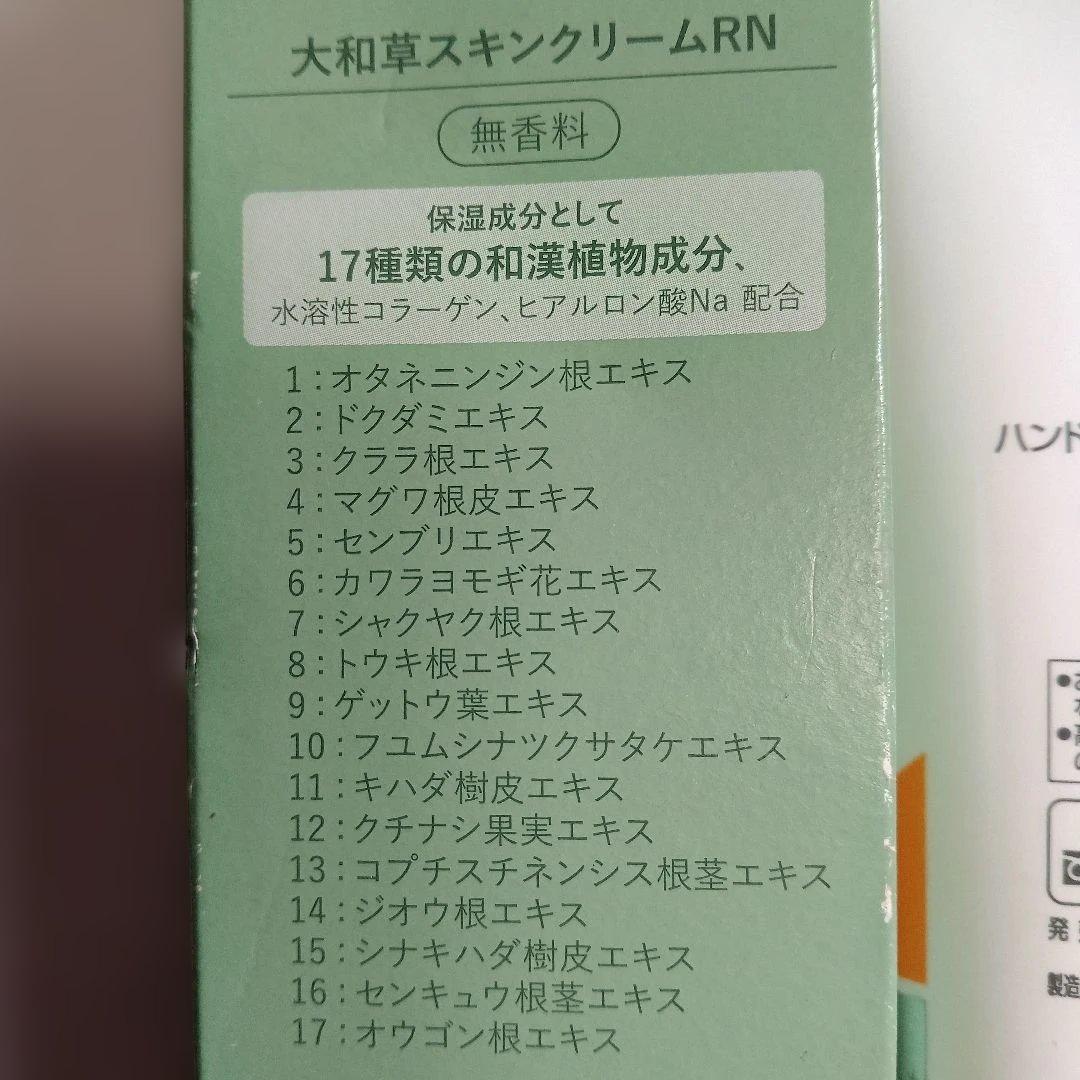 大和草スキンクリームRN
無香料
保湿成分として
17種類の和漢植物成分、
水溶性コラーゲン、ヒアルロン酸Na 配合
1：オタネニンジン根エキス
2：ドクダミエキス
3：クララ根エキス
4：マグワ根皮エキス
5：センブリエキス
6：カワラヨモギ花エキス
7：シャクヤク根エキス
8：トウキ根エキス
9：ゲットウ葉エキス
10：フユムシナツクサタケエキス
11：キハダ樹皮エキス
12：クチナシ果実エキス
13：コプチスチネンシス根茎エキス
14：ジオウ根エキス
15：シナキハダ樹皮エキス
16：センキュウ根茎エキス
17：オウゴン根エキス
ハンド
発
製造